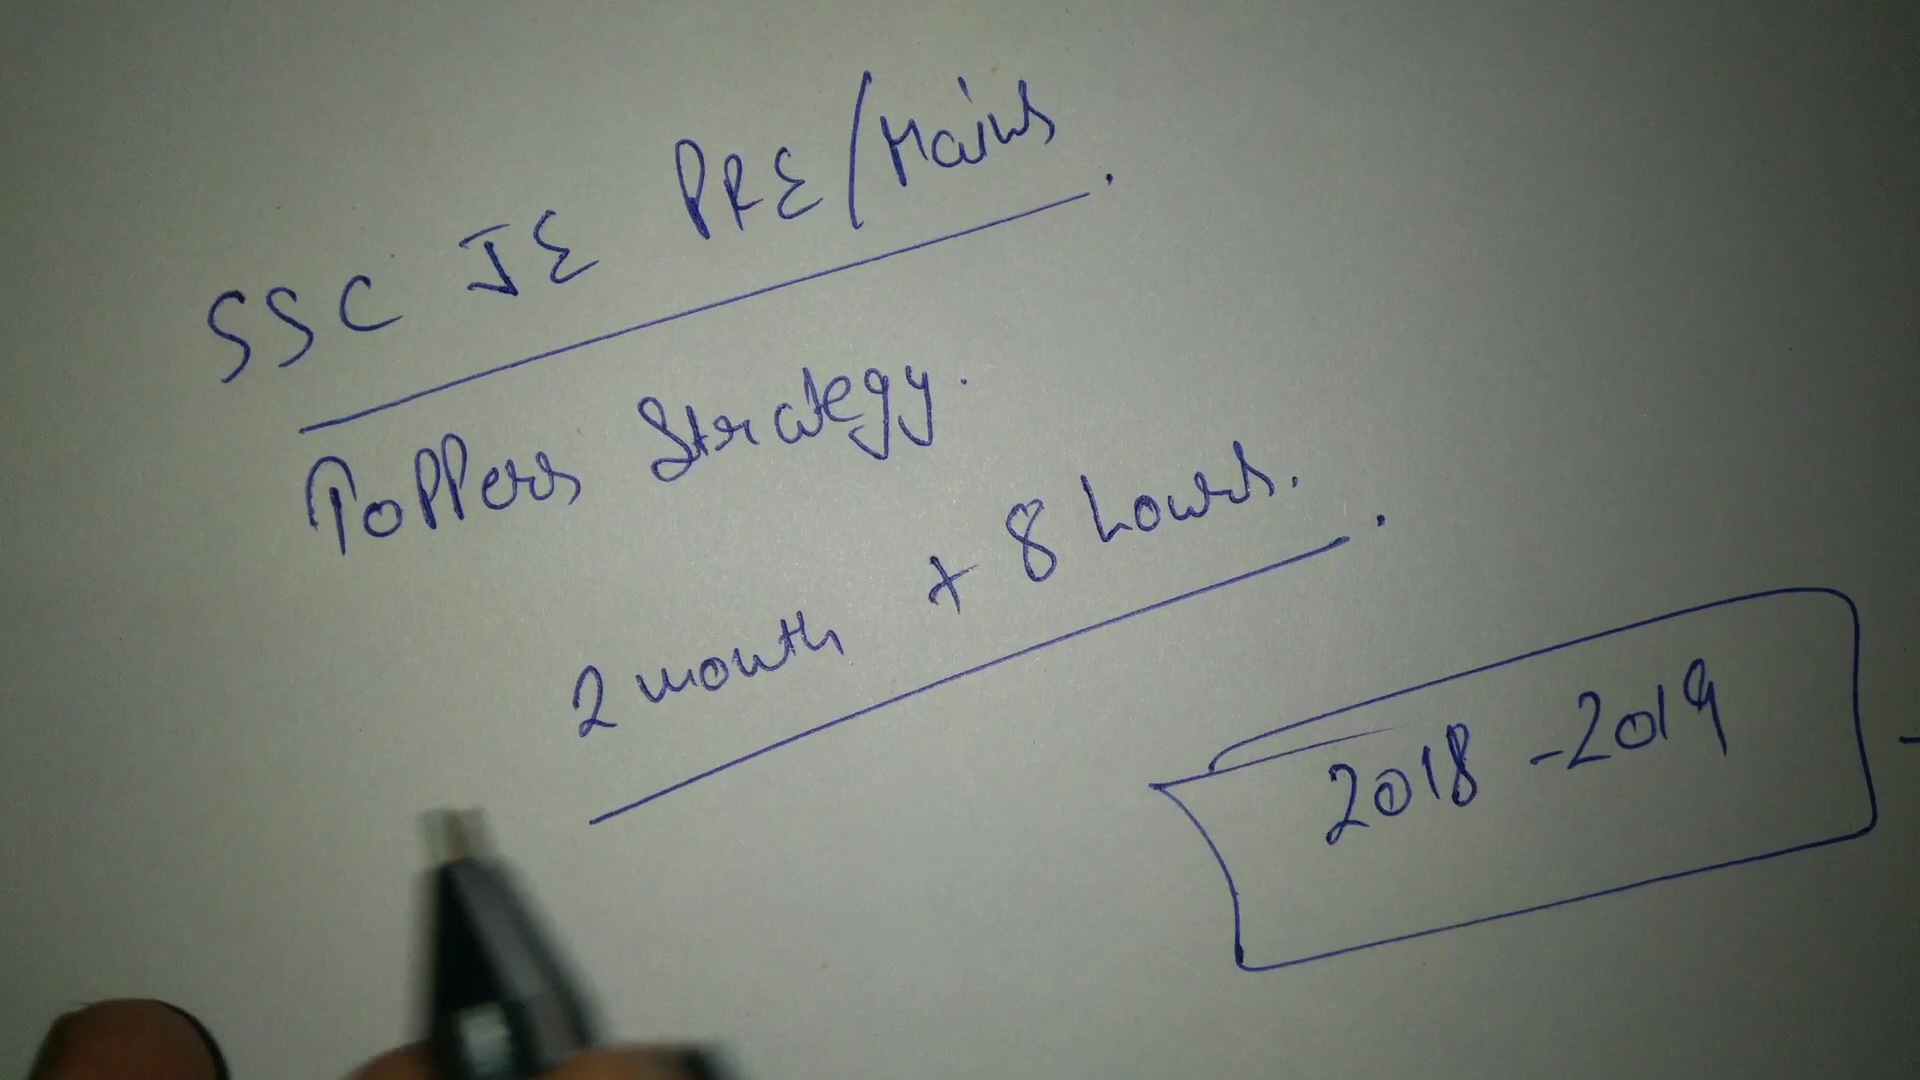 SSC JE PRE/Mains.
Toppers Strategy.
2 month + 8 hours.
2018 - 2019